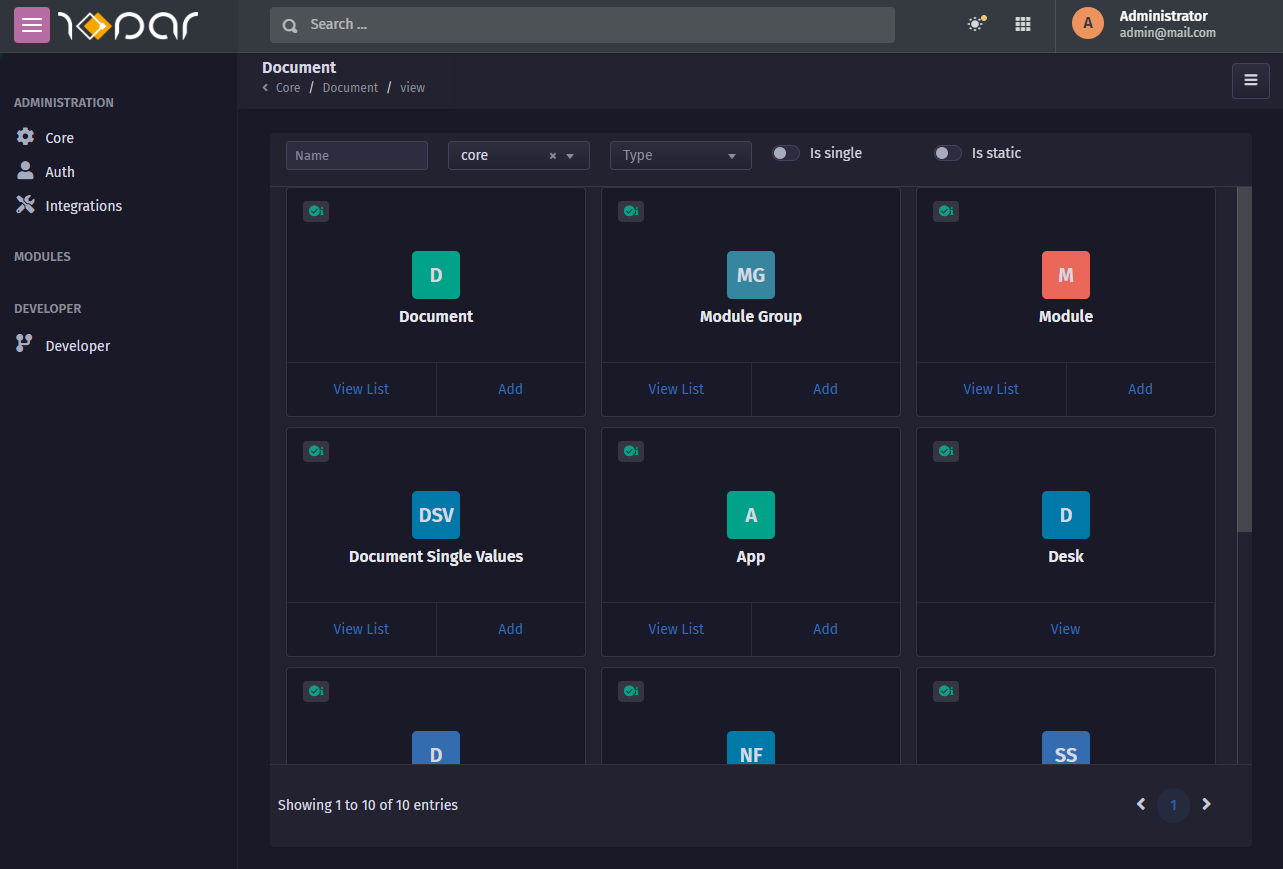 Search ...
Administrator
A
admin@mail.com
Document
Core / Document / view
ADMINISTRATION
Core
Auth
Integrations
MODULES
DEVELOPER
Developer
Name
core
Type
Is single
Is static
D
Document
View List
Add
MG
Module Group
View List
Add
M
Module
View List
Add
DSV
Document Single Values
View List
Add
A
App
View List
Add
D
Desk
View
D
NF
SS
Showing 1 to 10 of 10 entries
1